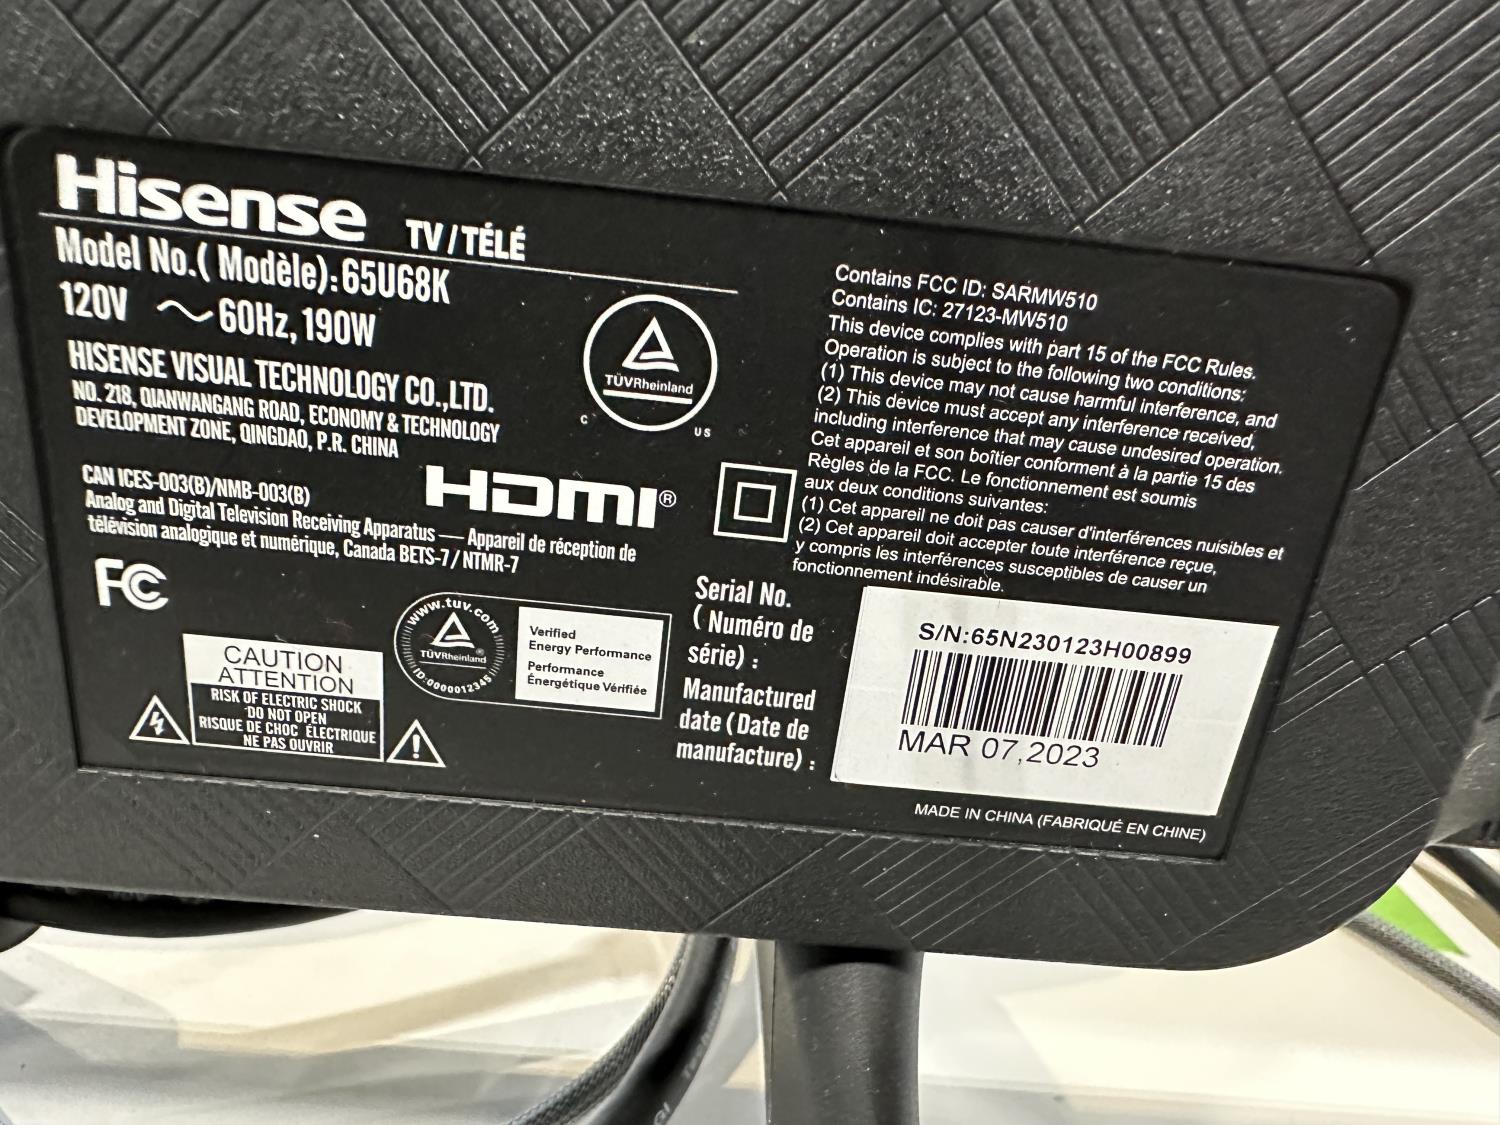 Hisense TV/TÉLÉ
Model No.( Modèle):65U68K
120V ～60Hz, 190W
HISENSE VISUAL TECHNOLOGY CO.,LTD.
NO. 218, QIANWANGANG ROAD, ECONOMY & TECHNOLOGY
DEVELOPMENT ZONE, QINGDAO, P.R. CHINA
TÜVRheinland
C US
CAN ICES-003(B)/NMB-003(B)
HDMI®
Analog and Digital Television Receiving Apparatus — Appareil de réception de
télévision analogique et numérique, Canada BETS-7/NTMR-7
FC
CAUTION
ATTENTION
RISK OF ELECTRIC SHOCK
DO NOT OPEN
RISQUE DE CHOC ÉLECTRIQUE
NE PAS OUVRIR
!
www.tuv.com
TÜVRheinland®
ID:0000012345
Verified
Energy Performance
Performance
Énergétique Vérifiée
Contains FCC ID: SARMW510
Contains IC: 27123-MW510
This device complies with part 15 of the FCC Rules.
Operation is subject to the following two conditions:
(1) This device may not cause harmful interference, and
(2) This device must accept any interference received,
including interference that may cause undesired operation.
Cet appareil et son boîtier conforment à la partie 15 des
Règles de la FCC. Le fonctionnement est soumis
aux deux conditions suivantes:
(1) Cet appareil ne doit pas causer d'interférences nuisibles et
(2) Cet appareil doit accepter toute interférence reçue,
y compris les interférences susceptibles de causer un
fonctionnement indésirable.
Serial No.
( Numéro de
série) :
Manufactured
date ( Date de
manufacture) :
S/N:65N230123H00899
MAR 07,2023
MADE IN CHINA (FABRIQUÉ EN CHINE)